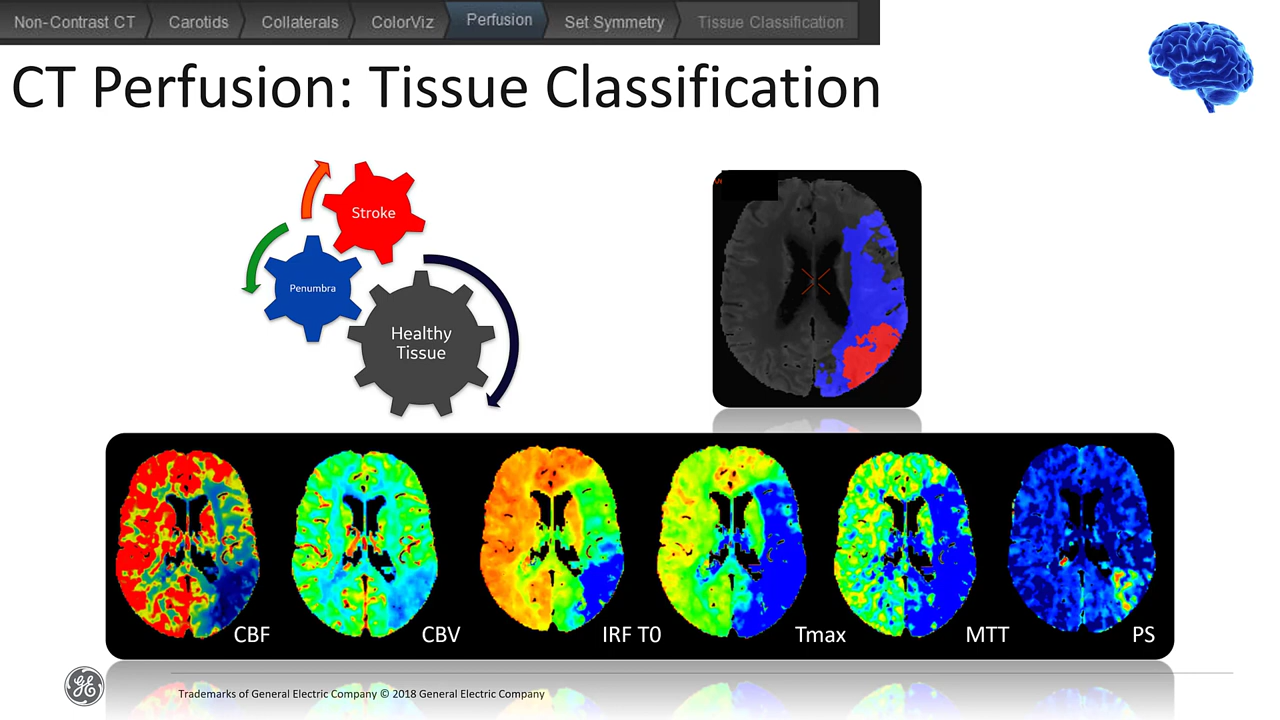 Non-Contrast CT Carotids Collaterals ColorViz Perfusion Set Symmetry Tissue Classification
CT Perfusion: Tissue Classification
Stroke
Penumbra
Healthy
Tissue
CBF CBV IRF T0 Tmax MTT PS
Trademarks of General Electric Company © 2018 General Electric Company